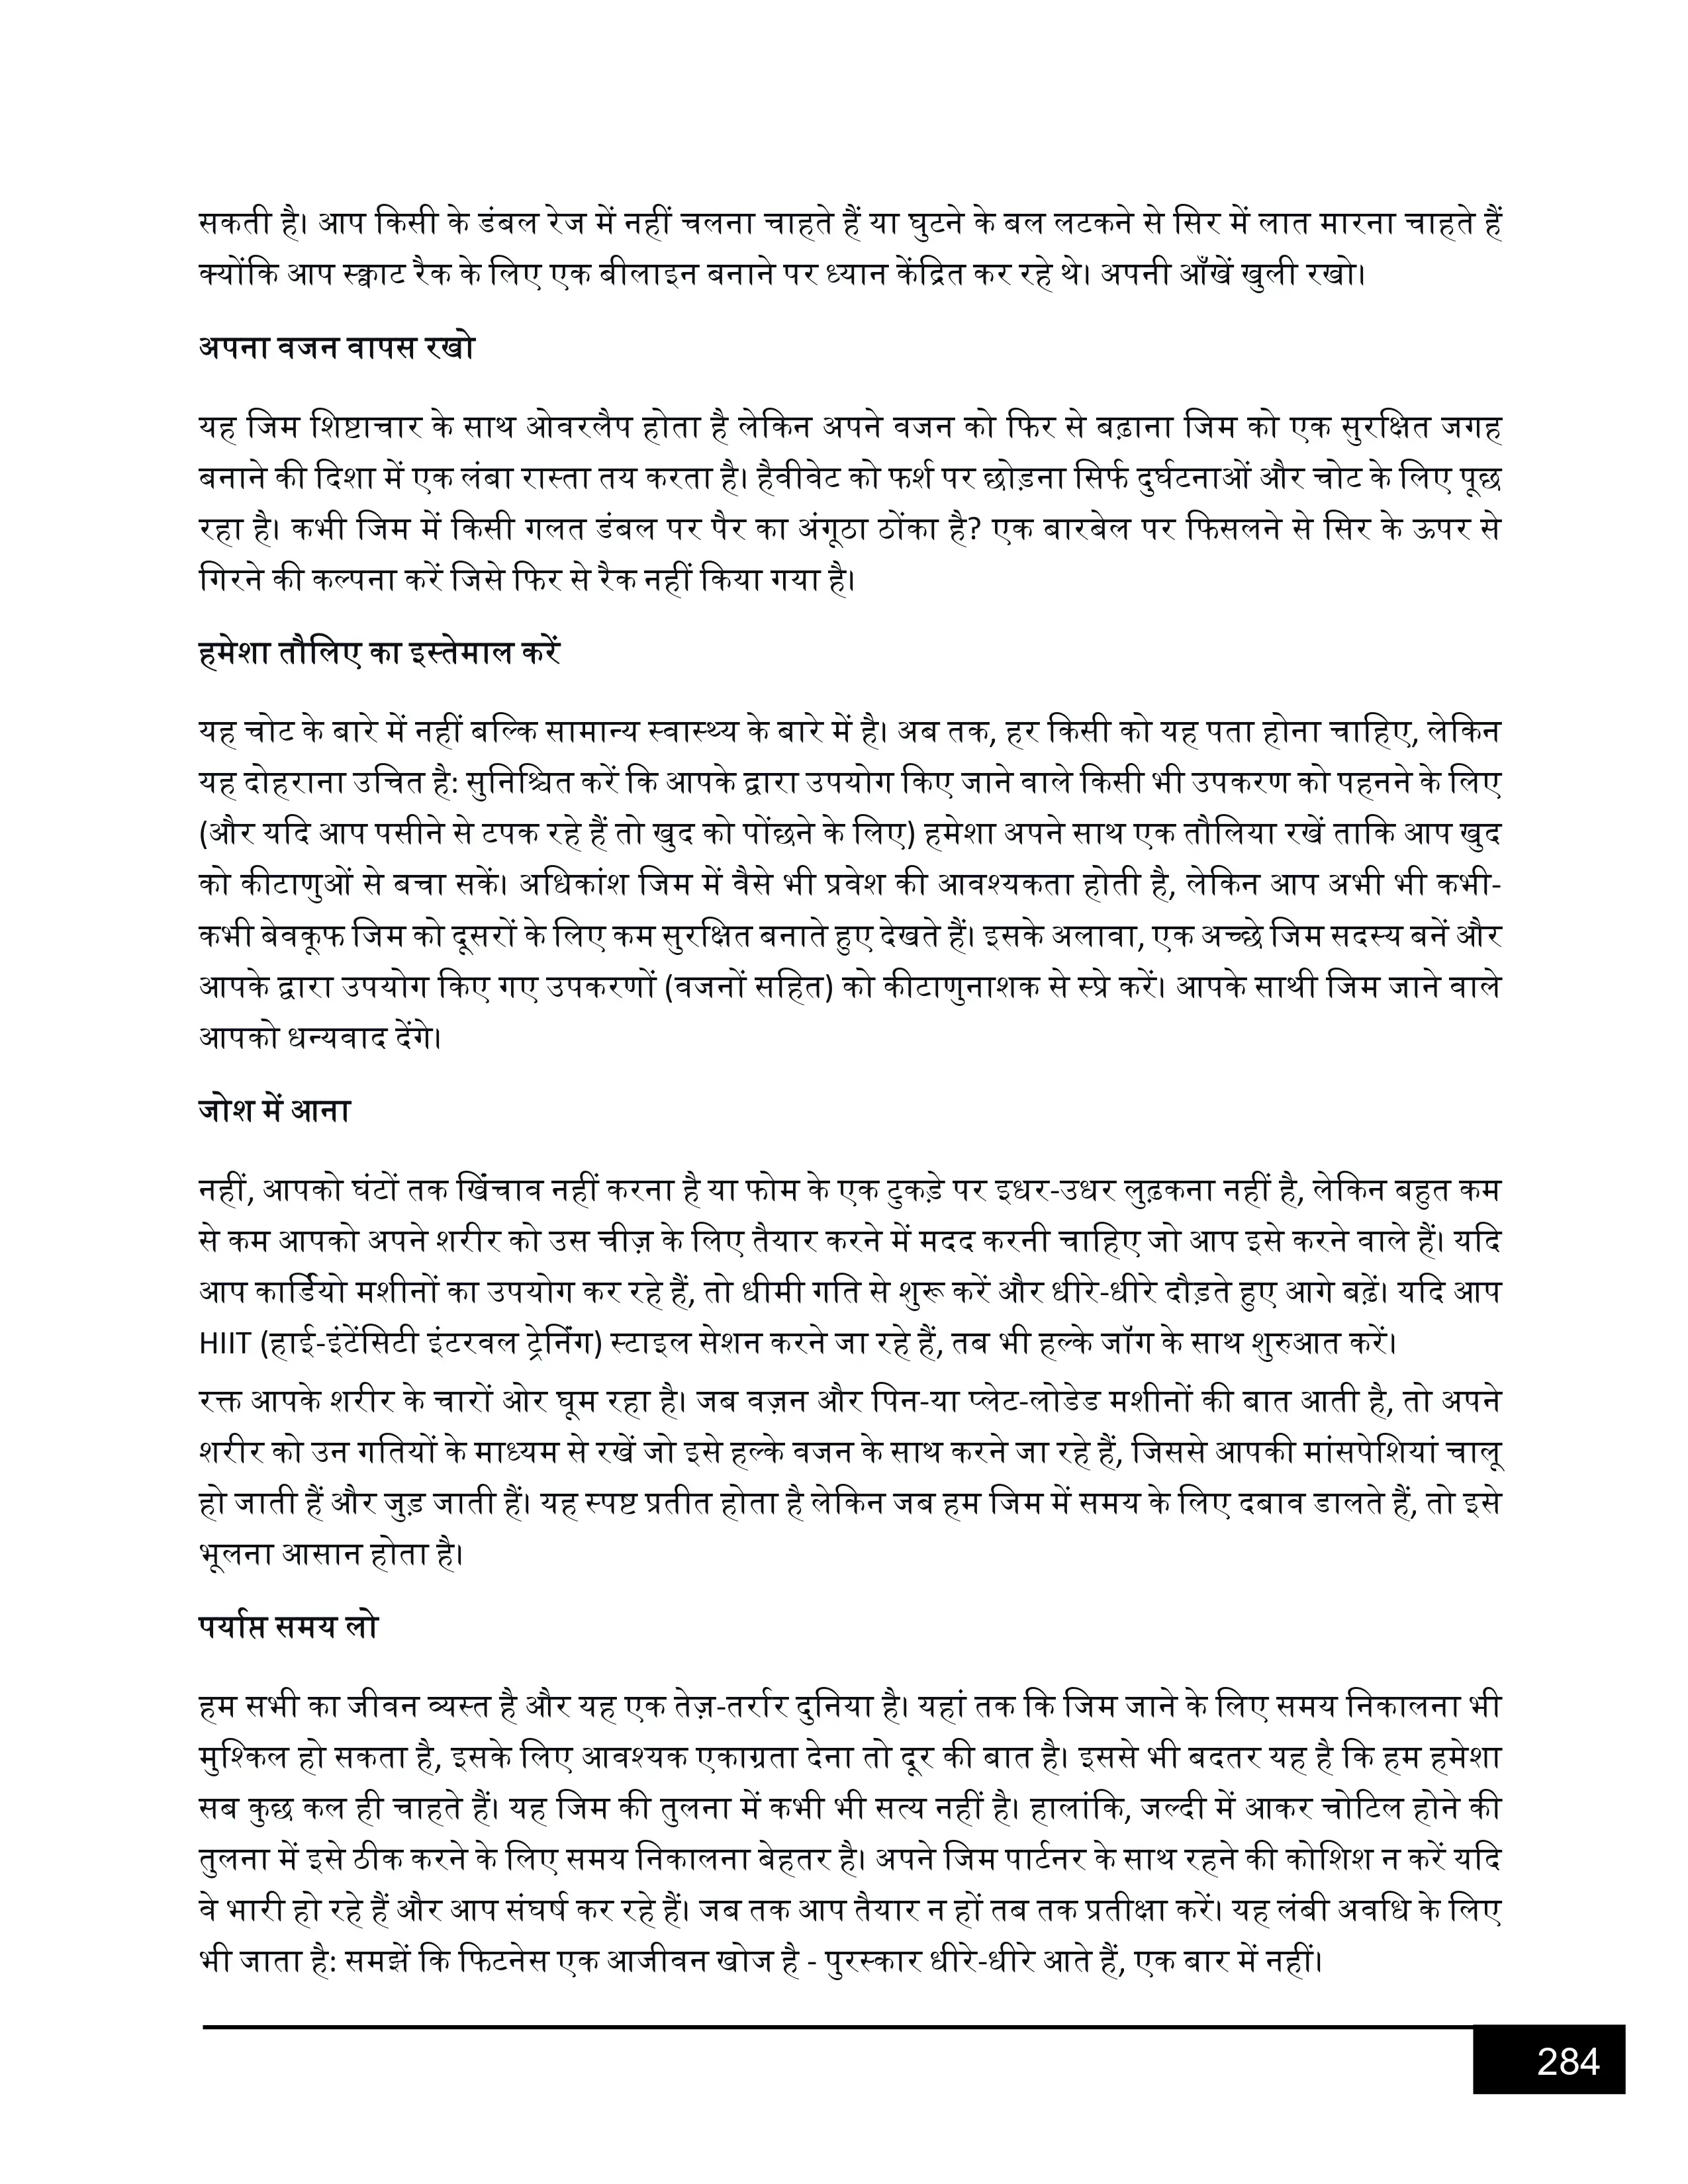 सकती है। आप किसी के डंबल रेज में नहीं चलना चाहते हैं या घुटने के बल लटकने से सिर में लात मारना चाहते हैं
क्योंकि आप स्क्वाट रैक के लिए एक बीलाइन बनाने पर ध्यान केंद्रित कर रहे थे। अपनी आँखें खुली रखो।
अपना वजन वापस रखो
यह जिम शिष्टाचार के साथ ओवरलैप होता है लेकिन अपने वजन को फिर से बढ़ाना जिम को एक सुरक्षित जगह
बनाने की दिशा में एक लंबा रास्ता तय करता है। हैवीवेट को फर्श पर छोड़ना सिर्फ दुर्घटनाओं और चोट के लिए पूछ
रहा है। कभी जिम में किसी गलत डंबल पर पैर का अंगूठा ठोंका है? एक बारबेल पर फिसलने से सिर के ऊपर से
गिरने की कल्पना करें जिसे फिर से रैक नहीं किया गया है।
हमेशा तौलिए का इस्तेमाल करें
यह चोट के बारे में नहीं बल्कि सामान्य स्वास्थ्य के बारे में है। अब तक, हर किसी को यह पता होना चाहिए, लेकिन
यह दोहराना उचित है: सुनिश्चित करें कि आपके द्वारा उपयोग किए जाने वाले किसी भी उपकरण को पहनने के लिए
(और यदि आप पसीने से टपक रहे हैं तो खुद को पोंछने के लिए) हमेशा अपने साथ एक तौलिया रखें ताकि आप खुद
को कीटाणुओं से बचा सकें। अधिकांश जिम में वैसे भी प्रवेश की आवश्यकता होती है, लेकिन आप अभी भी कभी-
कभी बेवकूफ जिम को दूसरों के लिए कम सुरक्षित बनाते हुए देखते हैं। इसके अलावा, एक अच्छे जिम सदस्य बनें और
आपके द्वारा उपयोग किए गए उपकरणों (वजनों सहित) को कीटाणुनाशक से स्प्रे करें। आपके साथी जिम जाने वाले
आपको धन्यवाद देंगे।
जोश में आना
नहीं, आपको घंटों तक खिंचाव नहीं करना है या फोम के एक टुकड़े पर इधर-उधर लुढ़कना नहीं है, लेकिन बहुत कम
से कम आपको अपने शरीर को उस चीज़ के लिए तैयार करने में मदद करनी चाहिए जो आप इसे करने वाले हैं। यदि
आप कार्डियो मशीनों का उपयोग कर रहे हैं, तो धीमी गति से शुरू करें और धीरे-धीरे दौड़ते हुए आगे बढ़ें। यदि आप
HIIT (हाई-इंटेंसिटी इंटरवल ट्रेनिंग) स्टाइल सेशन करने जा रहे हैं, तब भी हल्के जॉग के साथ शुरुआत करें।
रक्त आपके शरीर के चारों ओर घूम रहा है। जब वज़न और पिन-या प्लेट-लोडेड मशीनों की बात आती है, तो अपने
शरीर को उन गतियों के माध्यम से रखें जो इसे हल्के वजन के साथ करने जा रहे हैं, जिससे आपकी मांसपेशियां चालू
हो जाती हैं और जुड़ जाती हैं। यह स्पष्ट प्रतीत होता है लेकिन जब हम जिम में समय के लिए दबाव डालते हैं, तो इसे
भूलना आसान होता है।
पर्याप्त समय लो
हम सभी का जीवन व्यस्त है और यह एक तेज़-तर्रार दुनिया है। यहां तक कि जिम जाने के लिए समय निकालना भी
मुश्किल हो सकता है, इसके लिए आवश्यक एकाग्रता देना तो दूर की बात है। इससे भी बदतर यह है कि हम हमेशा
सब कुछ कल ही चाहते हैं। यह जिम की तुलना में कभी भी सत्य नहीं है। हालांकि, जल्दी में आकर चोटिल होने की
तुलना में इसे ठीक करने के लिए समय निकालना बेहतर है। अपने जिम पार्टनर के साथ रहने की कोशिश न करें यदि
वे भारी हो रहे हैं और आप संघर्ष कर रहे हैं। जब तक आप तैयार न हों तब तक प्रतीक्षा करें। यह लंबी अवधि के लिए
भी जाता है: समझें कि फिटनेस एक आजीवन खोज है - पुरस्कार धीरे-धीरे आते हैं, एक बार में नहीं।
284